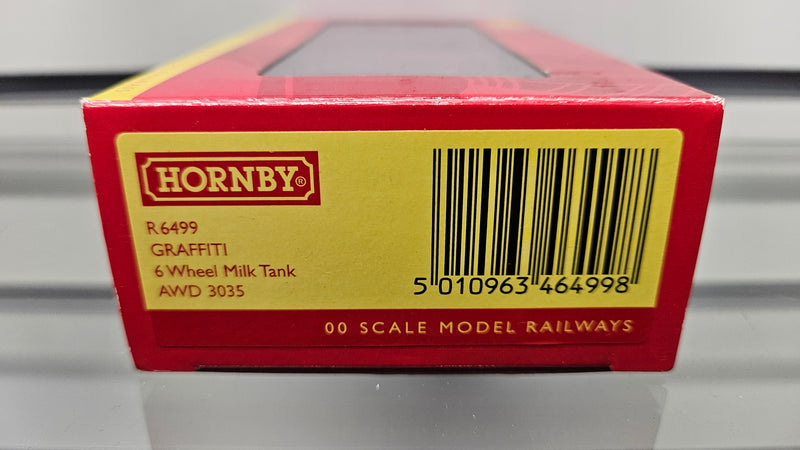 HORNBY®
R6499
GRAFFITI
6 Wheel Milk Tank
AWD 3035
5 010963 464998
00 SCALE MODEL RAILWAYS